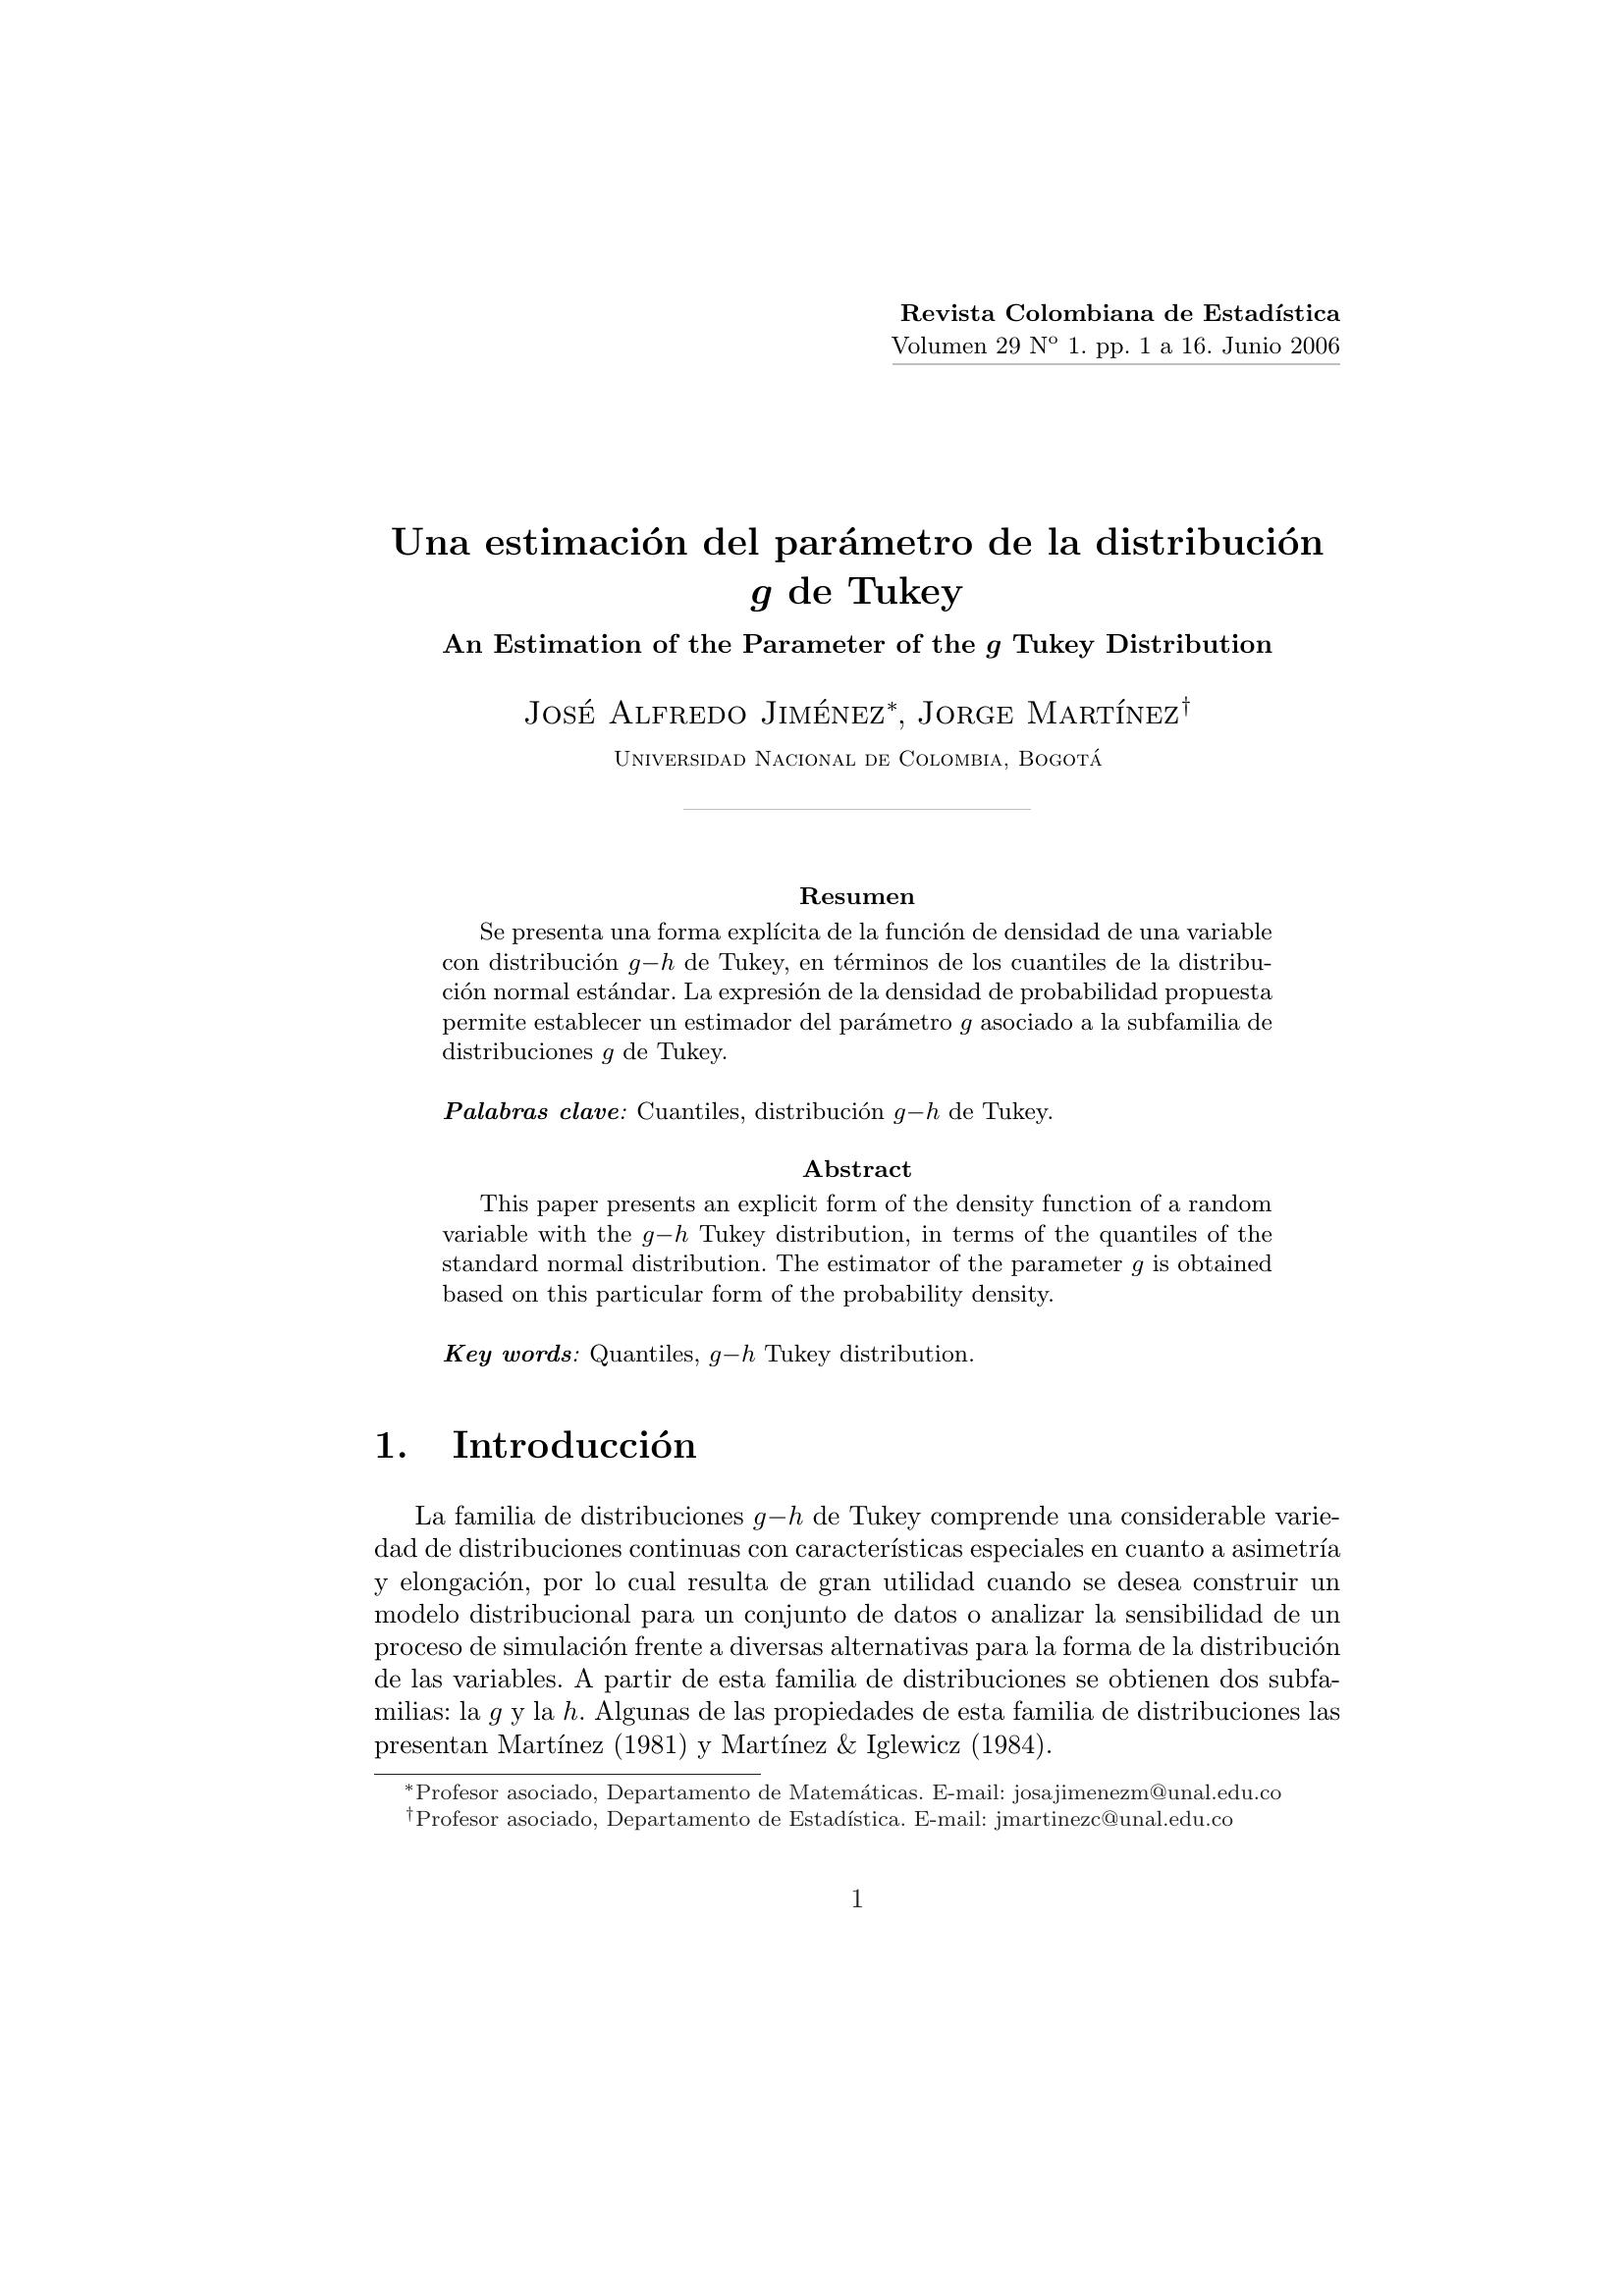 Revista Colombiana de Estadística
Volumen 29 Nº 1. pp. 1 a 16. Junio 2006
Una estimación del parámetro de la distribución
g de Tukey
An Estimation of the Parameter of the g Tukey Distribution
José Alfredo Jiménez*, Jorge Martínez†
Universidad Nacional de Colombia, Bogotá
Resumen
Se presenta una forma explícita de la función de densidad de una variable
con distribución g−h de Tukey, en términos de los cuantiles de la distribu-
ción normal estándar. La expresión de la densidad de probabilidad propuesta
permite establecer un estimador del parámetro g asociado a la subfamilia de
distribuciones g de Tukey.
Palabras clave: Cuantiles, distribución g−h de Tukey.
Abstract
This paper presents an explicit form of the density function of a random
variable with the g−h Tukey distribution, in terms of the quantiles of the
standard normal distribution. The estimator of the parameter g is obtained
based on this particular form of the probability density.
Key words: Quantiles, g−h Tukey distribution.
1. Introducción
La familia de distribuciones g−h de Tukey comprende una considerable varie-
dad de distribuciones continuas con características especiales en cuanto a asimetría
y elongación, por lo cual resulta de gran utilidad cuando se desea construir un
modelo distribucional para un conjunto de datos o analizar la sensibilidad de un
proceso de simulación frente a diversas alternativas para la forma de la distribución
de las variables. A partir de esta familia de distribuciones se obtienen dos subfa-
milias: la g y la h. Algunas de las propiedades de esta familia de distribuciones las
presentan Martínez (1981) y Martínez & Iglewicz (1984).
*Profesor asociado, Departamento de Matemáticas. E-mail: josajimenezm@unal.edu.co
†Profesor asociado, Departamento de Estadística. E-mail: jmartinezc@unal.edu.co
1